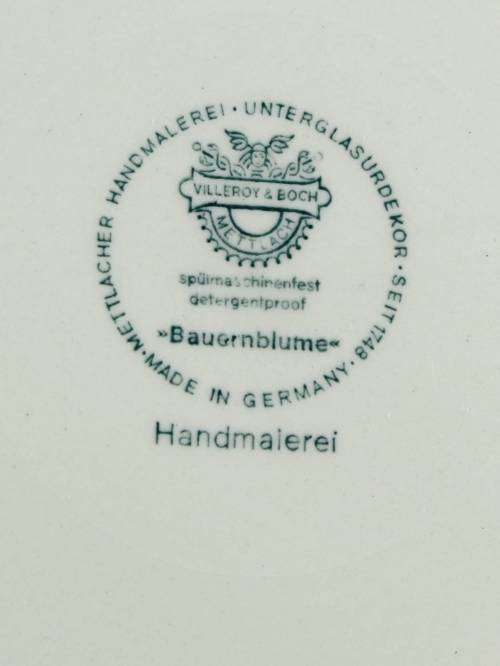 METTLACHER HANDMALEREI · UNTERGLASURDEKOR · SEIT 1748 ·
MADE IN GERMANY ·
VILLEROY & BOCH
METTLACH
spülmaschinenfest
detergentproof
»Bauernblume«
Handmalerei